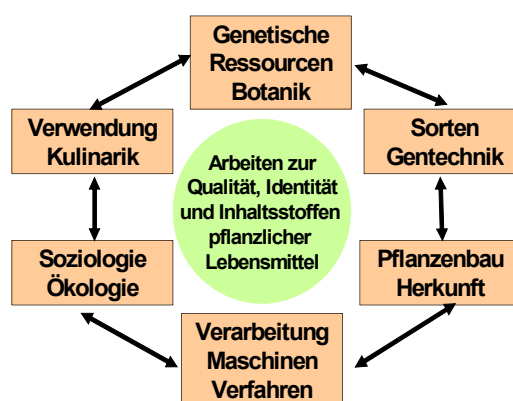 Genetische
Ressourcen
Botanik
Verwendung
Kulinarik
Sorten
Gentechnik
Arbeiten zur
Qualität, Identität
und Inhaltsstoffen
pflanzlicher
Lebensmittel
Soziologie
Ökologie
Pflanzenbau
Herkunft
Verarbeitung
Maschinen
Verfahren